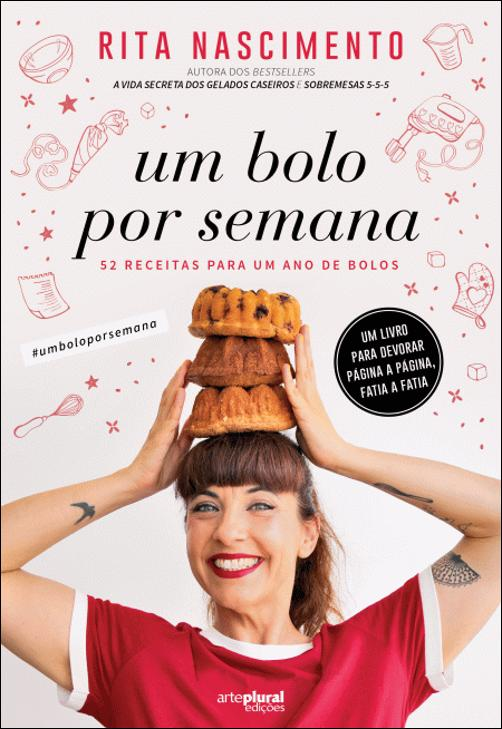 RITA NASCIMENTO
AUTORA DOS BESTSELLERS
A VIDA SECRETA DOS GELADOS CASEIROS E SOBREMESAS 5-5-5
um bolo
por semana
52 RECEITAS PARA UM ANO DE BOLOS
#umboloporsemana
UM LIVRO
PARA DEVORAR
PÁGINA A PÁGINA,
FATIA A FATIA
arteplural
edições